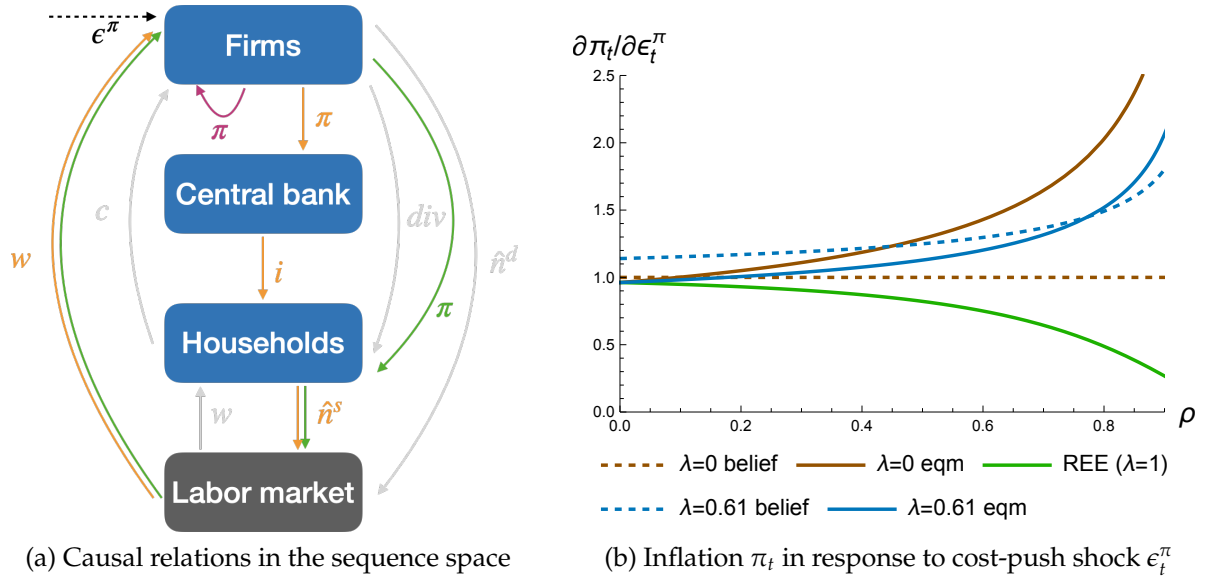 ϵ^π
Firms
π
π
Central bank
c
div
w
n̂^d
i
π
Households
w
n̂^s
Labor market
(a) Causal relations in the sequence space
∂π_t/∂ϵ_t^π
2.5
2.0
1.5
1.0
0.5
0.0
0.0 0.2 0.4 0.6 0.8
ρ
λ=0 belief λ=0 eqm REE (λ=1)
λ=0.61 belief λ=0.61 eqm
(b) Inflation π_t in response to cost-push shock ϵ_t^π